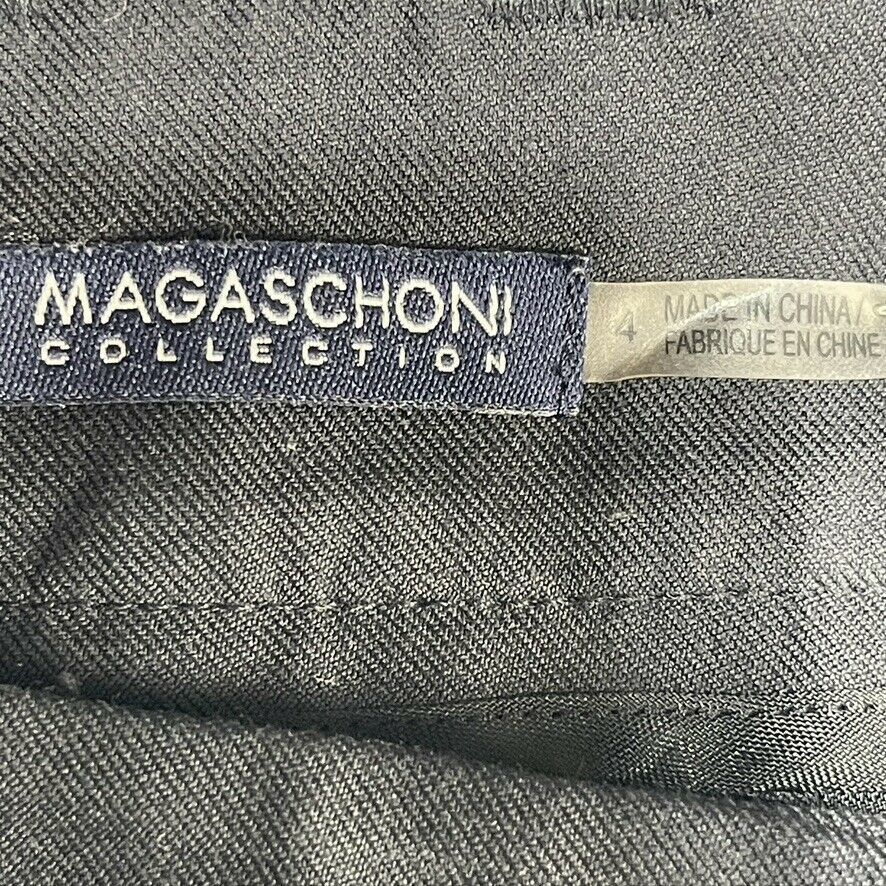 MAGASCHONI
COLLECTION
4
MADE IN CHINA/
FABRIQUE EN CHINE